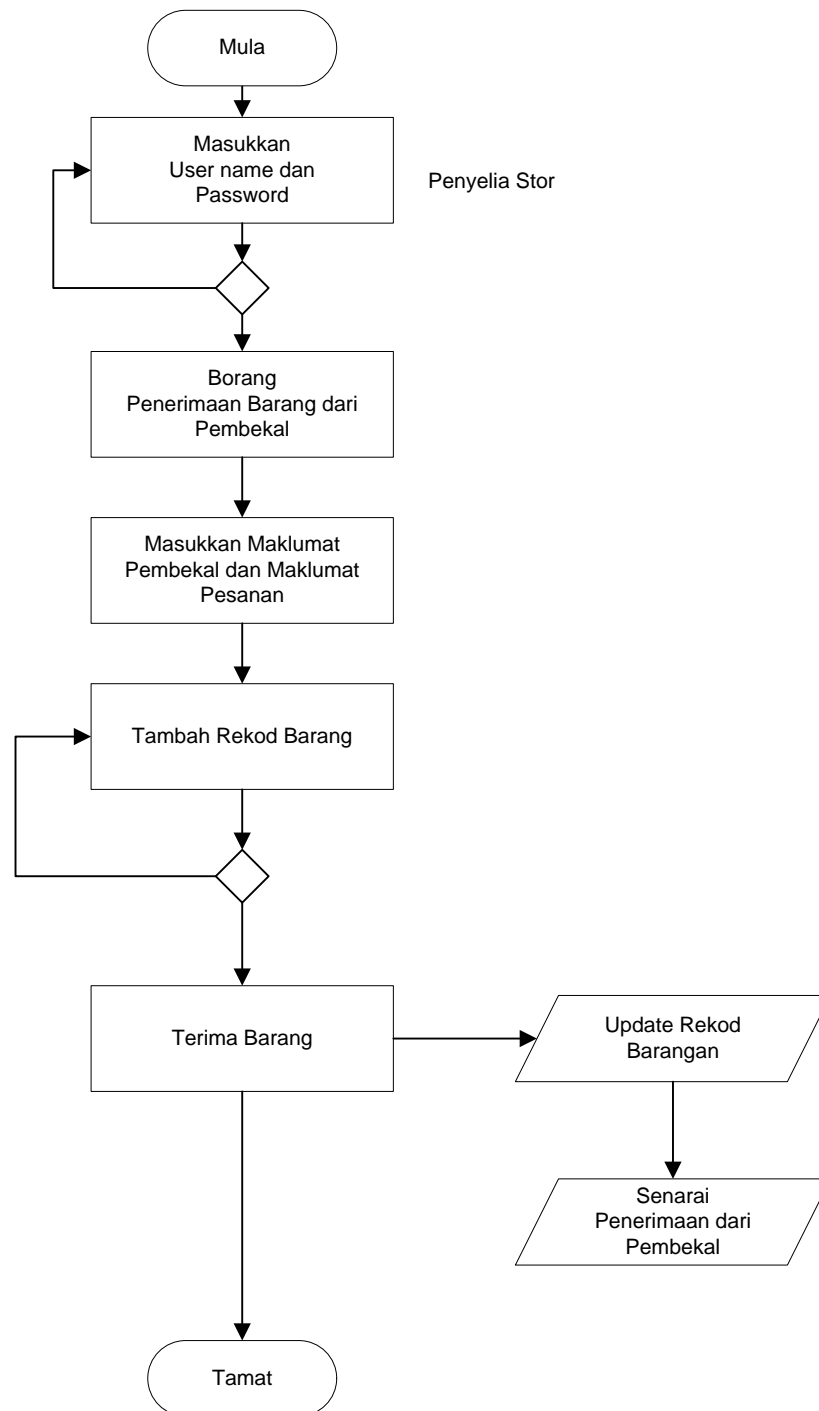 Mula
Masukkan
User name dan
Password
Penyelia Stor
Borang
Penerimaan Barang dari
Pembekal
Masukkan Maklumat
Pembekal dan Maklumat
Pesanan
Tambah Rekod Barang
Terima Barang
Update Rekod
Barangan
Senarai
Penerimaan dari
Pembekal
Tamat